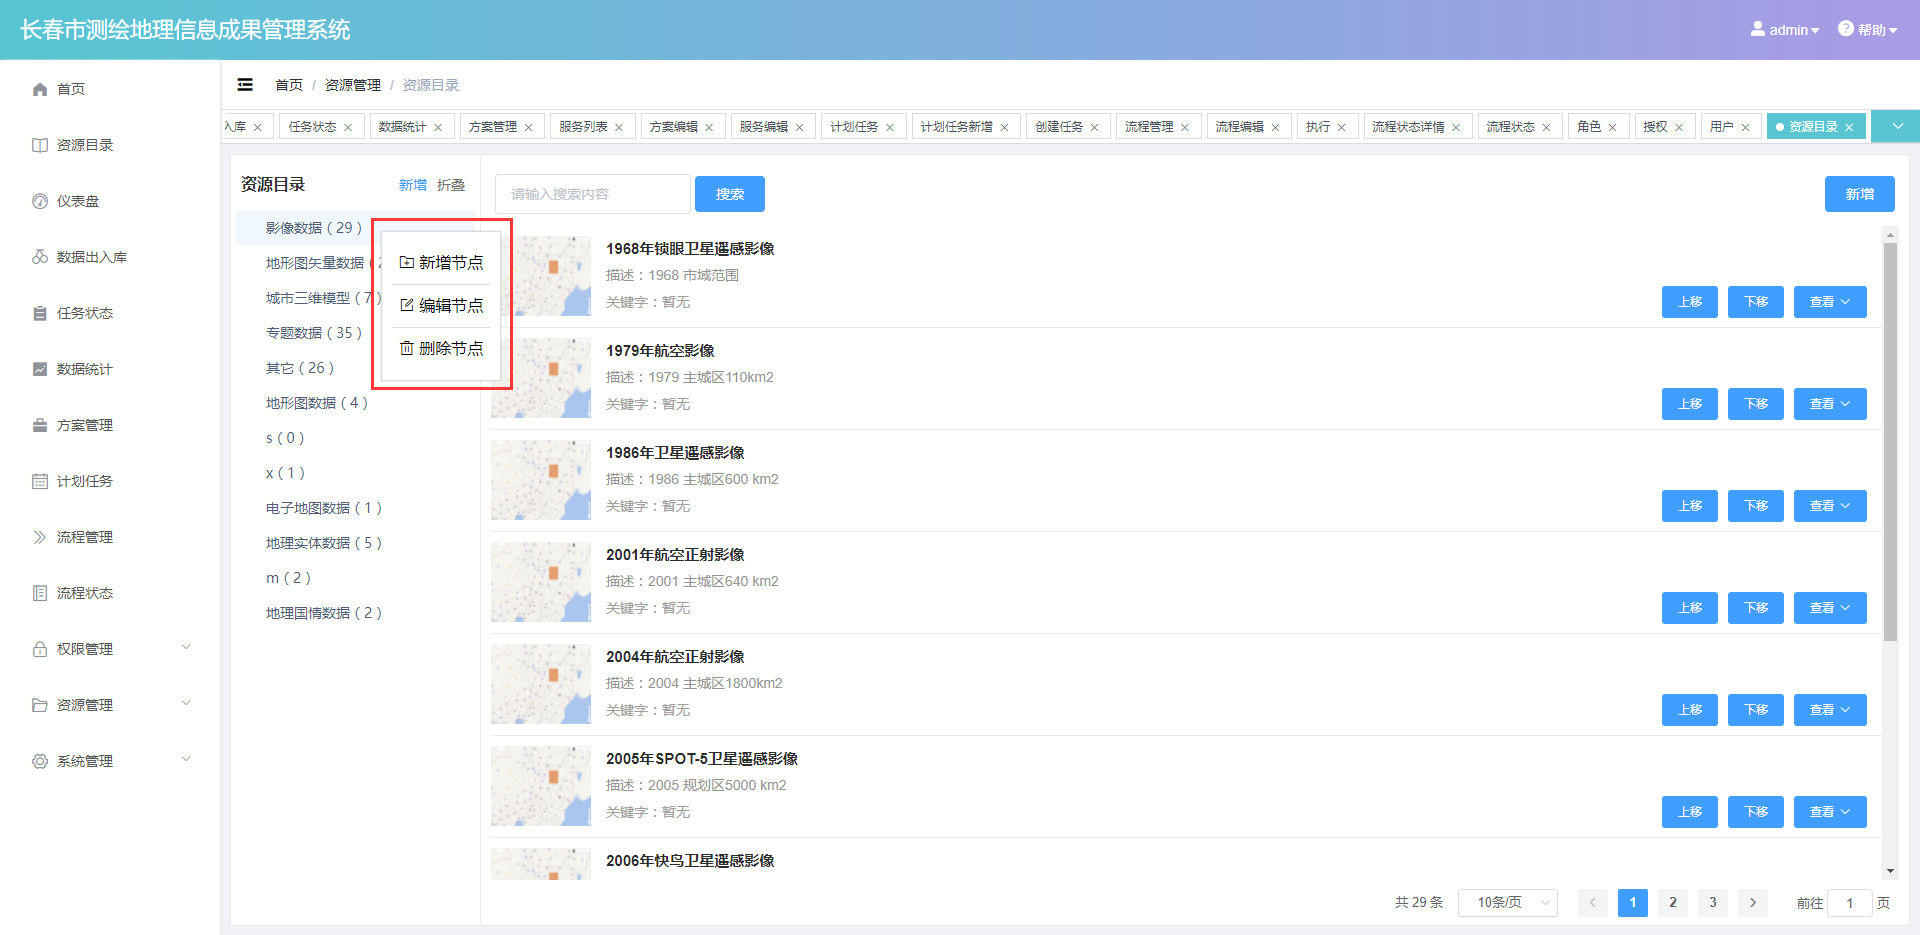 长春市测绘地理信息成果管理系统
admin
帮助
首页
资源目录
仪表盘
数据出入库
任务状态
数据统计
方案管理
计划任务
流程管理
流程状态
权限管理
资源管理
系统管理
首页 / 资源管理 / 资源目录
入库 任务状态 数据统计 方案管理 服务列表 方案编辑 服务编辑 计划任务 计划任务新增 创建任务 流程管理 流程编辑 执行 流程状态详情 流程状态 角色 授权 用户 资源目录
资源目录 新增 折叠
影像数据 ( 29 )
地形图矢量数据 (
城市三维模型 ( 7 )
专题数据 ( 35 )
其它 ( 26 )
地形图数据 ( 4 )
s ( 0 )
x ( 1 )
电子地图数据 ( 1 )
地理实体数据 ( 5 )
m ( 2 )
地理国情数据 ( 2 )
新增节点
编辑节点
删除节点
请输入搜索内容 搜索 新增
1968年锁眼卫星遥感影像
描述：1968 市域范围
关键字：暂无
上移 下移 查看
1979年航空影像
描述：1979 主城区110km2
关键字：暂无
上移 下移 查看
1986年卫星遥感影像
描述：1986 主城区600 km2
关键字：暂无
上移 下移 查看
2001年航空正射影像
描述：2001 主城区640 km2
关键字：暂无
上移 下移 查看
2004年航空正射影像
描述：2004 主城区1800km2
关键字：暂无
上移 下移 查看
2005年SPOT-5卫星遥感影像
描述：2005 规划区5000 km2
关键字：暂无
上移 下移 查看
2006年快鸟卫星遥感影像
共 29 条 10条/页 1 2 3 前往 1 页